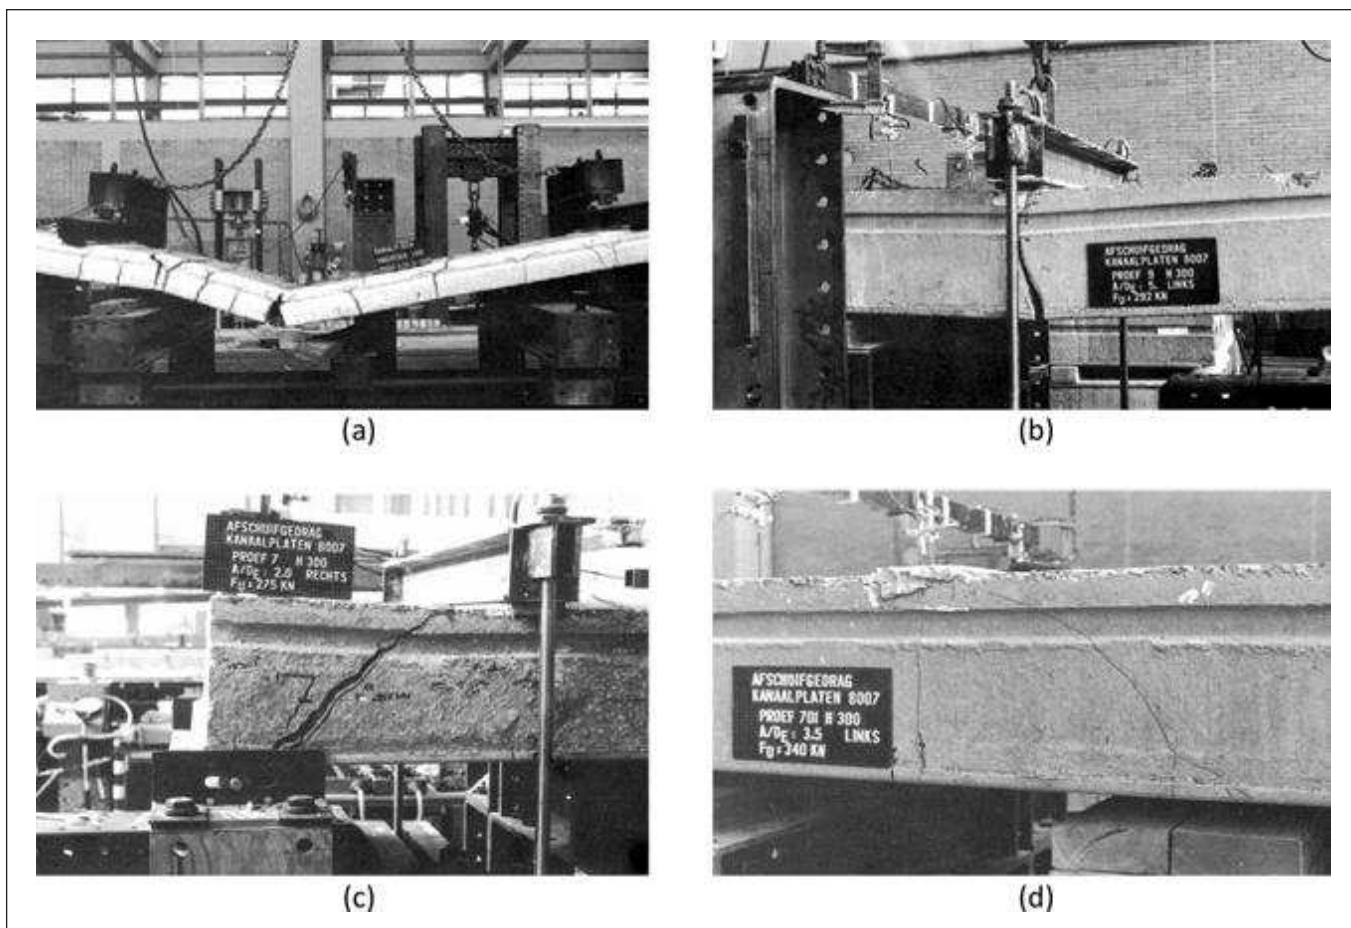 (a)
AFSCHUIFGEDRAG
KANAALPLATEN 8007
PROEF 9 H 300
A/DE : 5. LINKS
FU = 292 KN
(b)
AFSCHUIFGEDRAG
KANAALPLATEN 8007
PROEF 7 H 300
A/DE : 2.0 RECHTS
FU = 275 KN
(c)
AFSCHUIFGEDRAG
KANAALPLATEN 8007
PROEF 701 H 300
A/DE : 3.5 LINKS
FU = 340 KN
(d)